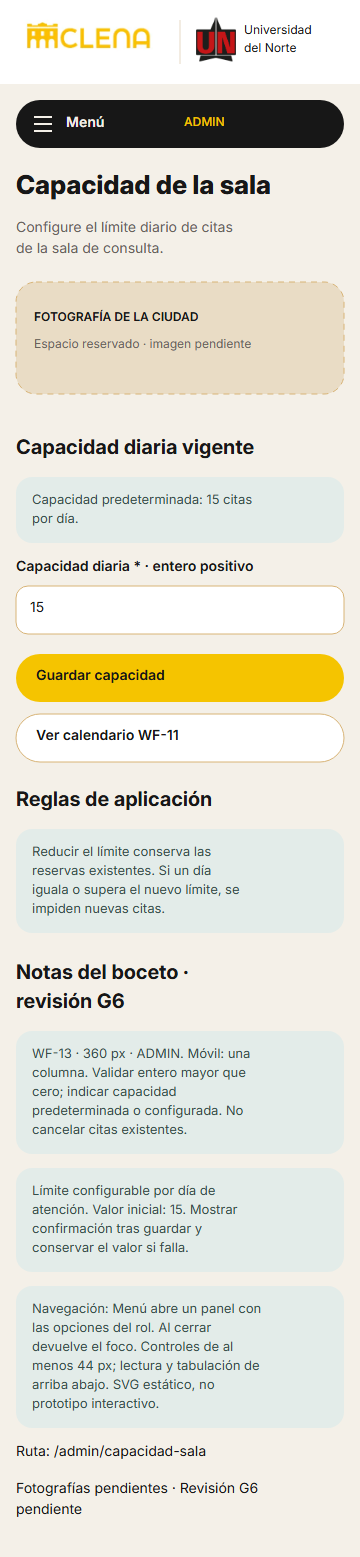 CLENA
UN
Universidad
del Norte
Menú
ADMIN
Capacidad de la sala
Configure el límite diario de citas
de la sala de consulta.
FOTOGRAFÍA DE LA CIUDAD
Espacio reservado · imagen pendiente
Capacidad diaria vigente
Capacidad predeterminada: 15 citas
por día.
Capacidad diaria * · entero positivo
15
Guardar capacidad
Ver calendario WF-11
Reglas de aplicación
Reducir el límite conserva las
reservas existentes. Si un día
iguala o supera el nuevo límite, se
impiden nuevas citas.
Notas del boceto ·
revisión G6
WF-13 · 360 px · ADMIN. Móvil: una
columna. Validar entero mayor que
cero; indicar capacidad
predeterminada o configurada. No
cancelar citas existentes.
Límite configurable por día de
atención. Valor inicial: 15. Mostrar
confirmación tras guardar y
conservar el valor si falla.
Navegación: Menú abre un panel con
las opciones del rol. Al cerrar
devuelve el foco. Controles de al
menos 44 px; lectura y tabulación de
arriba abajo. SVG estático, no
prototipo interactivo.
Ruta: /admin/capacidad-sala
Fotografías pendientes · Revisión G6
pendiente